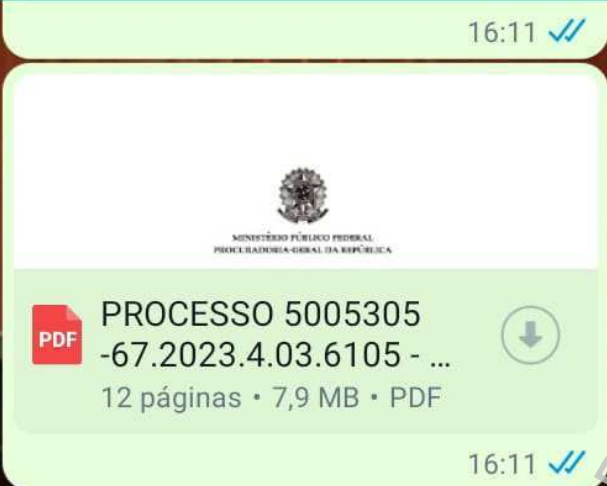 16:11
MINISTÉRIO PÚBLICO FEDERAL
PROCURADORIA-GERAL DA REPÚBLICA
PDF
PROCESSO 5005305
-67.2023.4.03.6105 - ...
12 páginas • 7,9 MB • PDF
16:11